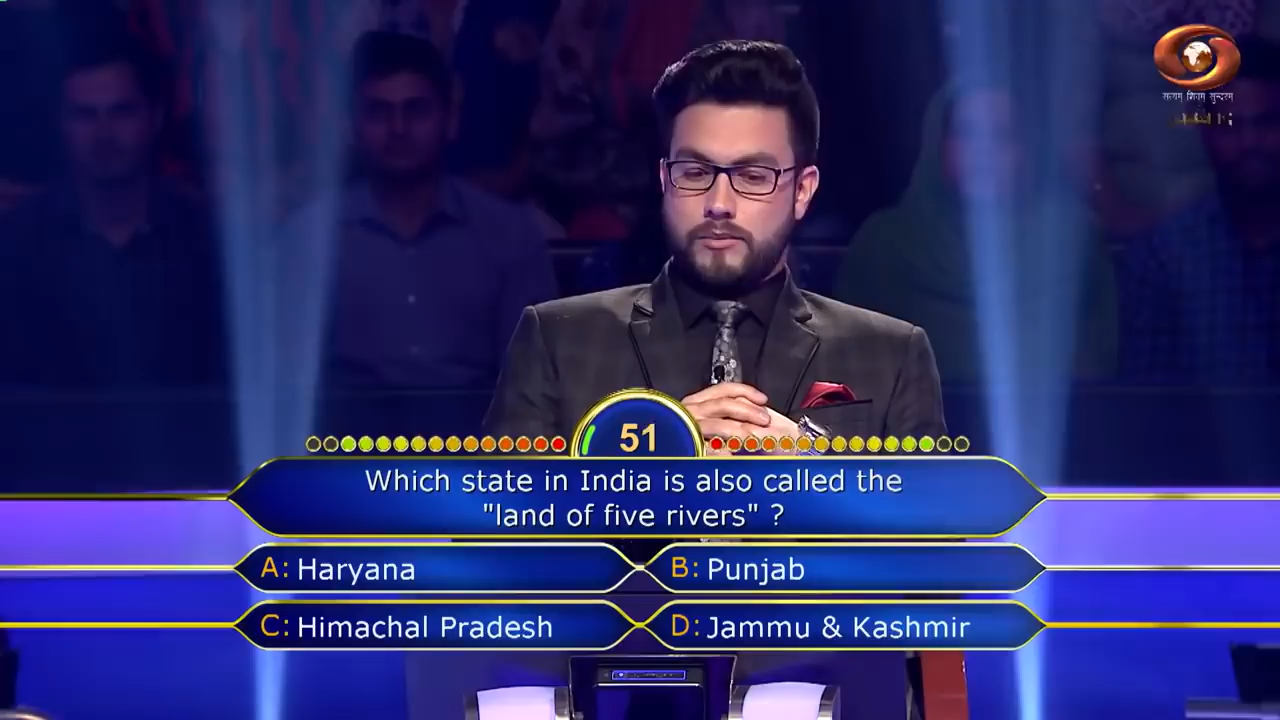 सत्यम शिवम सुन्दरम
51
Which state in India is also called the
"land of five rivers" ?
A: Haryana
B: Punjab
C: Himachal Pradesh
D: Jammu & Kashmir